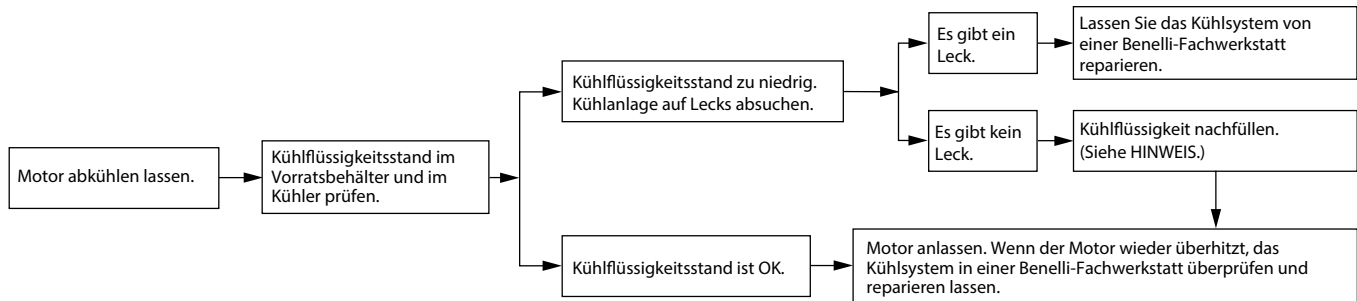 Motor abkühlen lassen.
Kühlflüssigkeitsstand im
Vorratsbehälter und im
Kühler prüfen.
Kühlflüssigkeitsstand zu niedrig.
Kühlanlage auf Lecks absuchen.
Es gibt ein
Leck.
Lassen Sie das Kühlsystem von
einer Benelli-Fachwerkstatt
reparieren.
Es gibt kein
Leck.
Kühlflüssigkeit nachfüllen.
(Siehe HINWEIS.)
Kühlflüssigkeitsstand ist OK.
Motor anlassen. Wenn der Motor wieder überhitzt, das
Kühlsystem in einer Benelli-Fachwerkstatt überprüfen und
reparieren lassen.